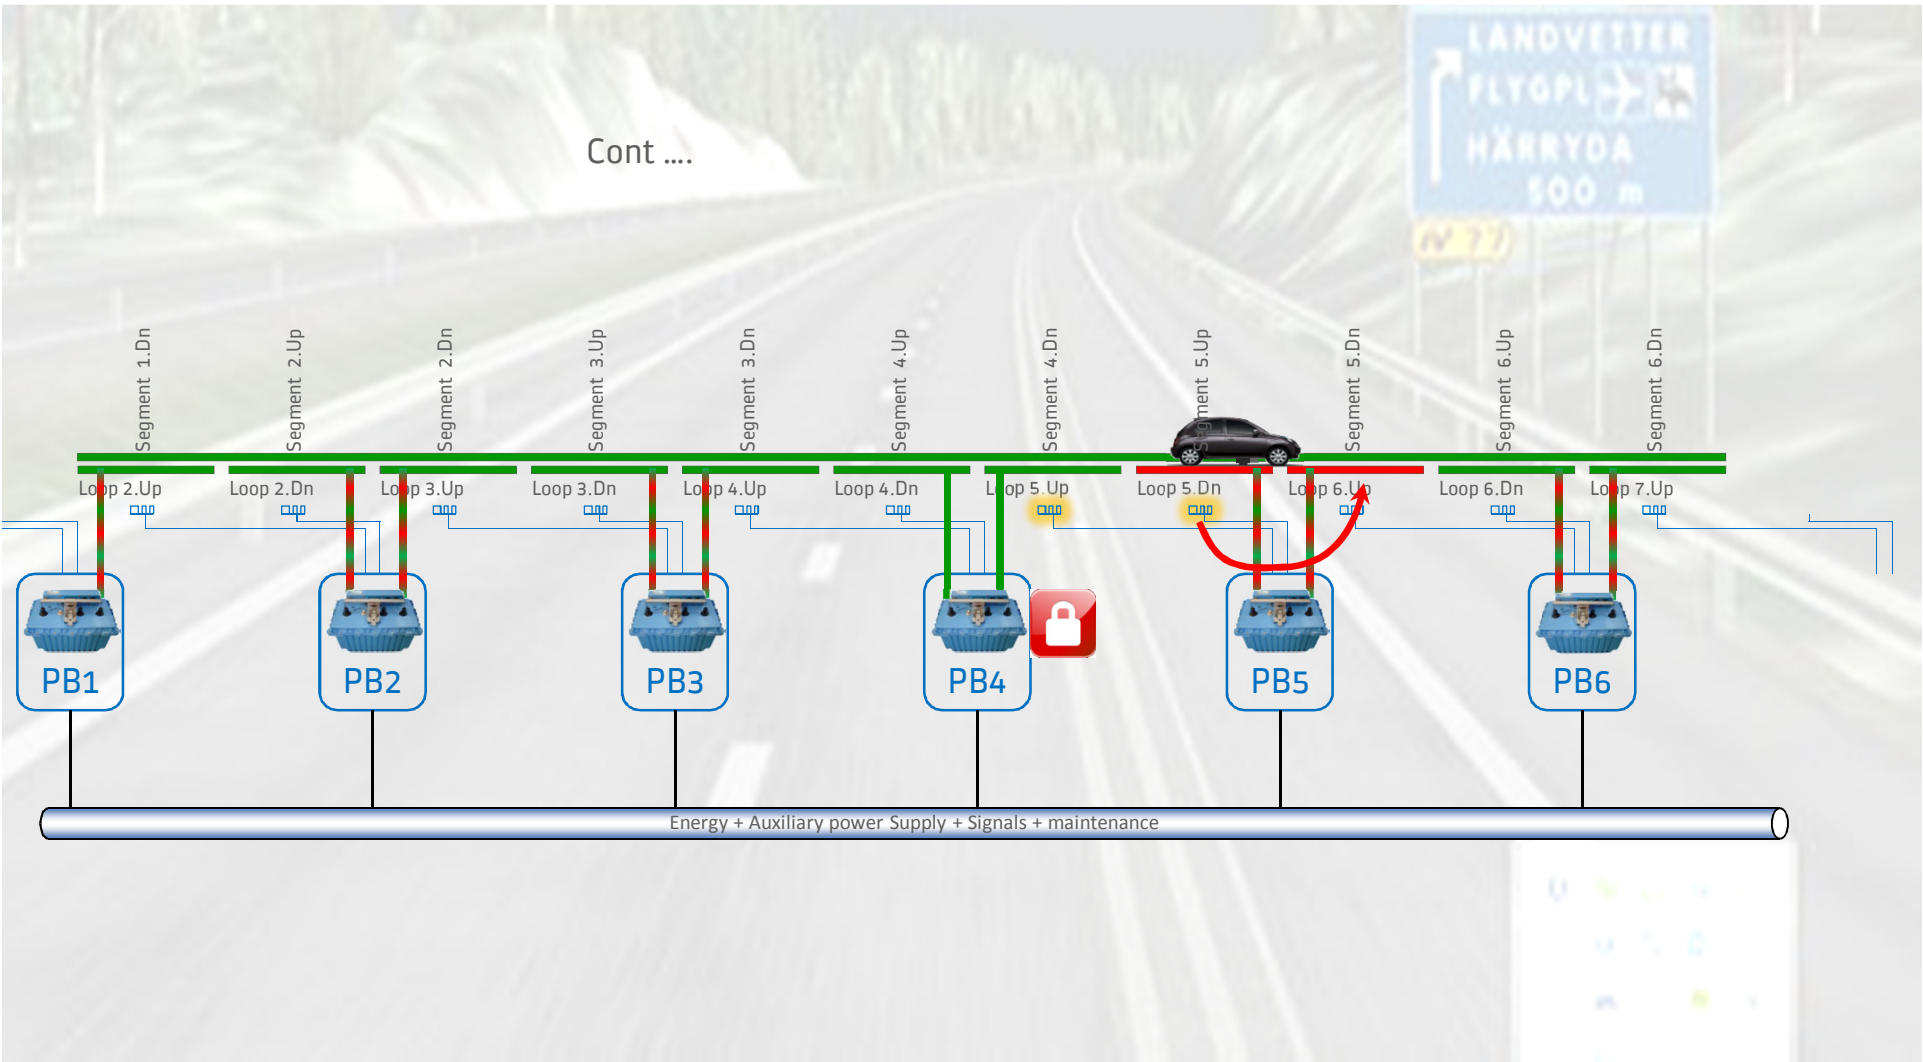 LANDVETTER
FLYGPL
HÄRRYDA
500 m
Cont ....
Segment 1.Dn
Segment 2.Up
Segment 2.Dn
Segment 3.Up
Segment 3.Dn
Segment 4.Up
Segment 4.Dn
Segment 5.Up
Segment 5.Dn
Segment 6.Up
Segment 6.Dn
Loop 2.Up
Loop 2.Dn
Loop 3.Up
Loop 3.Dn
Loop 4.Up
Loop 4.Dn
Loop 5.Up
Loop 5.Dn
Loop 6.Up
Loop 6.Dn
Loop 7.Up
PB1
PB2
PB3
PB4
PB5
PB6
Energy + Auxiliary power Supply + Signals + maintenance